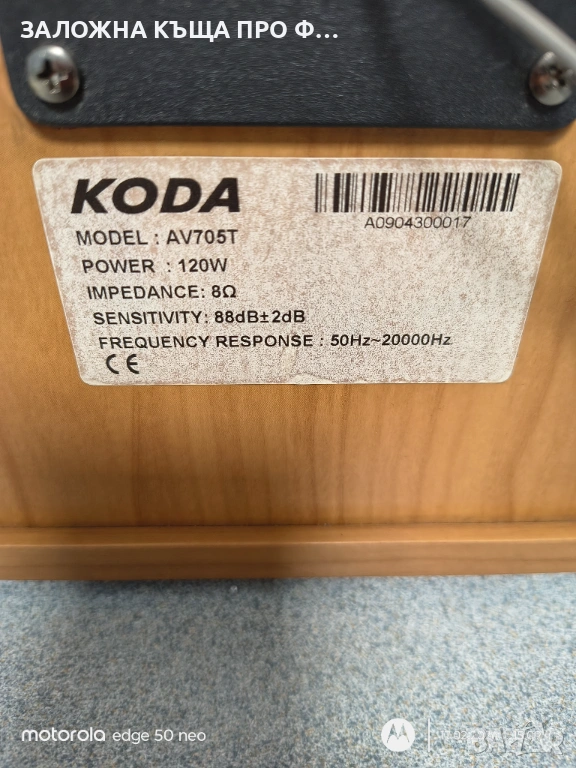 ЗАЛОЖНА КЪЩА ПРО Ф...
KODA
A0904300017
MODEL : AV705T
POWER : 120W
IMPEDANCE: 8Ω
SENSITIVITY: 88dB±2dB
FREQUENCY RESPONSE : 50Hz~20000Hz
CE
motorola edge 50 neo